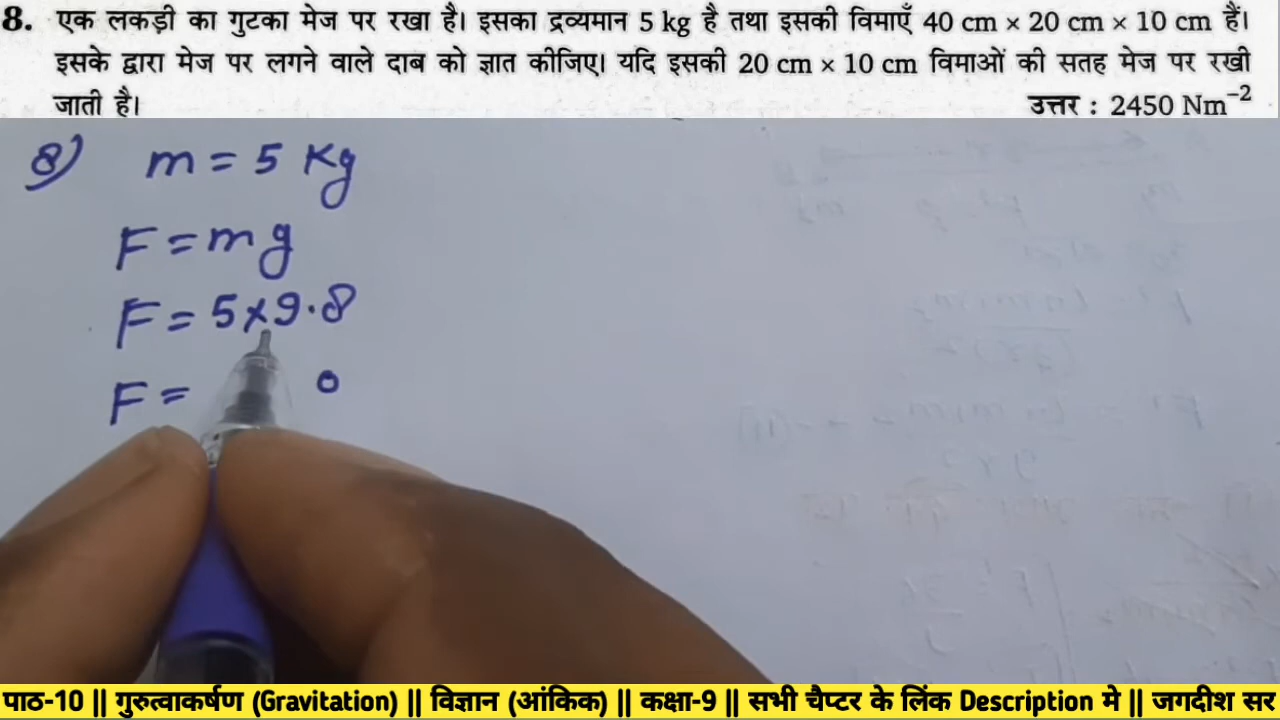 8. एक लकड़ी का गुटका मेज पर रखा है। इसका द्रव्यमान 5 kg है तथा इसकी विमाएँ 40 cm × 20 cm × 10 cm हैं।
इसके द्वारा मेज पर लगने वाले दाब को ज्ञात कीजिए। यदि इसकी 20 cm × 10 cm विमाओं की सतह मेज पर रखी
जाती है। उत्तर : 2450 Nm⁻²
8) m = 5 Kg
F = mg
F = 5×9.8
F = 0
पाठ-10 || गुरुत्वाकर्षण (Gravitation) || विज्ञान (आंकिक) || कक्षा-9 || सभी चैप्टर के लिंक Description मे || जगदीश सर